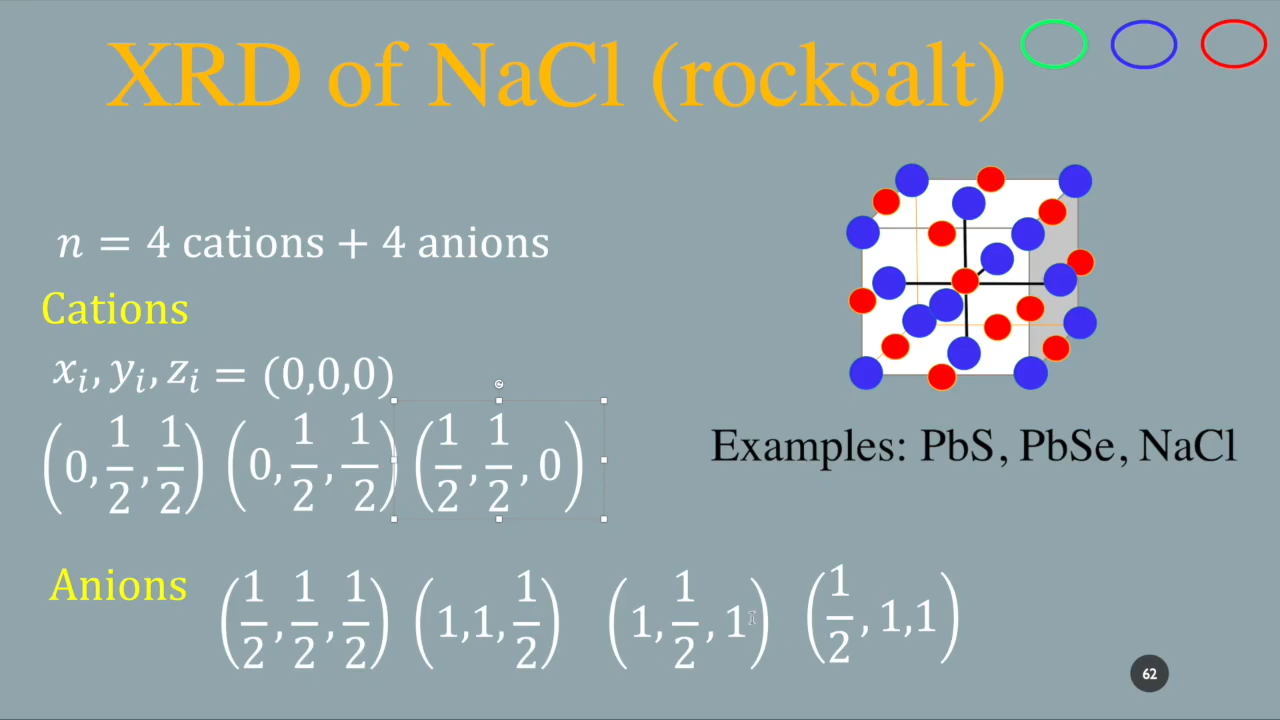 XRD of NaCl (rocksalt)
n = 4 cations + 4 anions
Cations
xᵢ, yᵢ, zᵢ = (0,0,0)
(0, 1/2, 1/2) (0, 1/2, 1/2) (1/2, 1/2, 0)
Examples: PbS, PbSe, NaCl
Anions (1/2, 1/2, 1/2) (1,1, 1/2) (1, 1/2, 1) (1/2, 1,1)
62